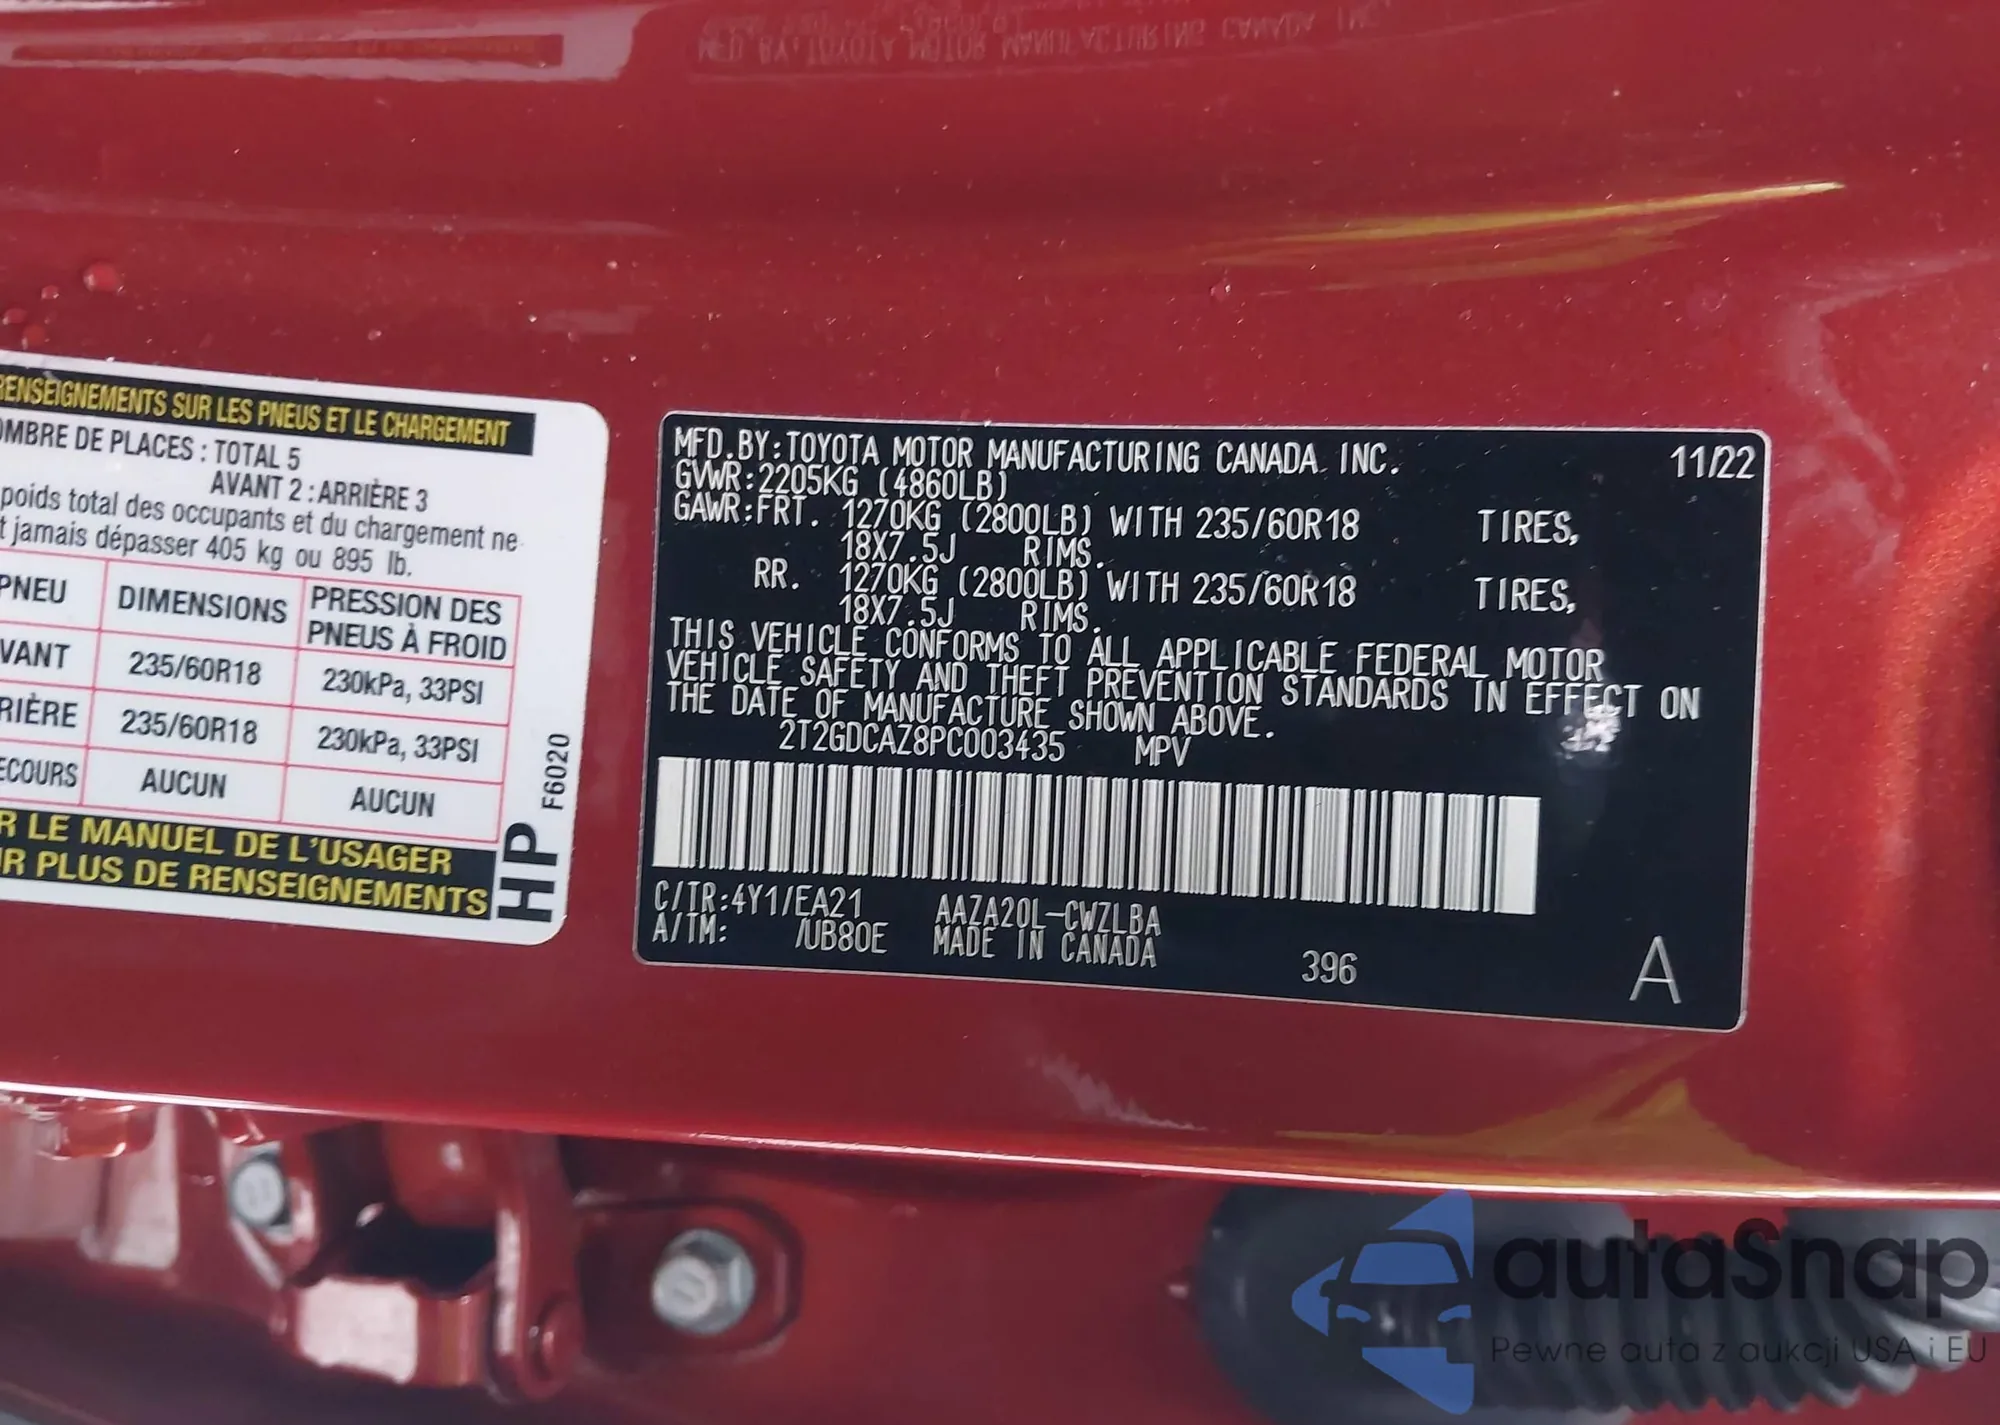 RENSEIGNEMENTS SUR LES PNEUS ET LE CHARGEMENT
OMBRE DE PLACES : TOTAL 5
AVANT 2 : ARRIÈRE 3
poids total des occupants et du chargement ne
t jamais dépasser 405 kg ou 895 lb.
PNEU DIMENSIONS PRESSION DES PNEUS À FROID
VANT 235/60R18 230kPa, 33PSI
RIÈRE 235/60R18 230kPa, 33PSI
ECOURS AUCUN AUCUN
R LE MANUEL DE L'USAGER
R PLUS DE RENSEIGNEMENTS
HP F6020
MFD.BY:TOYOTA MOTOR MANUFACTURING CANADA INC. 11/22
GVWR:2205KG (4860LB)
GAWR:FRT. 1270KG (2800LB) WITH 235/60R18 TIRES,
18X7.5J RIMS.
RR. 1270KG (2800LB) WITH 235/60R18 TIRES,
18X7.5J RIMS.
THIS VEHICLE CONFORMS TO ALL APPLICABLE FEDERAL MOTOR
VEHICLE SAFETY AND THEFT PREVENTION STANDARDS IN EFFECT ON
THE DATE OF MANUFACTURE SHOWN ABOVE.
2T2GDCAZ8PC003435 MPV
C/TR:4Y1/EA21 AAZA20L-CWZLBA
A/TM: /UB80E MADE IN CANADA
396 A
autaSnap
Pewne auta z aukcji USA i EU